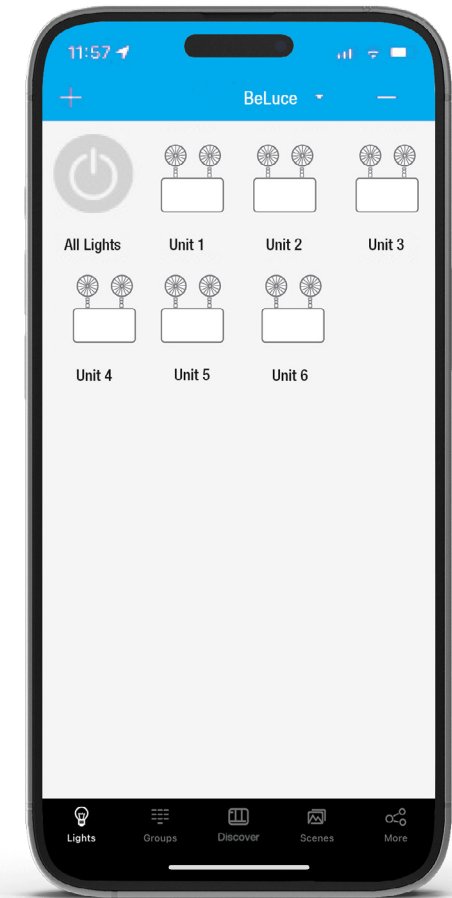 11:57
BeLuce
All Lights Unit 1 Unit 2 Unit 3
Unit 4 Unit 5 Unit 6
Lights Groups Discover Scenes More